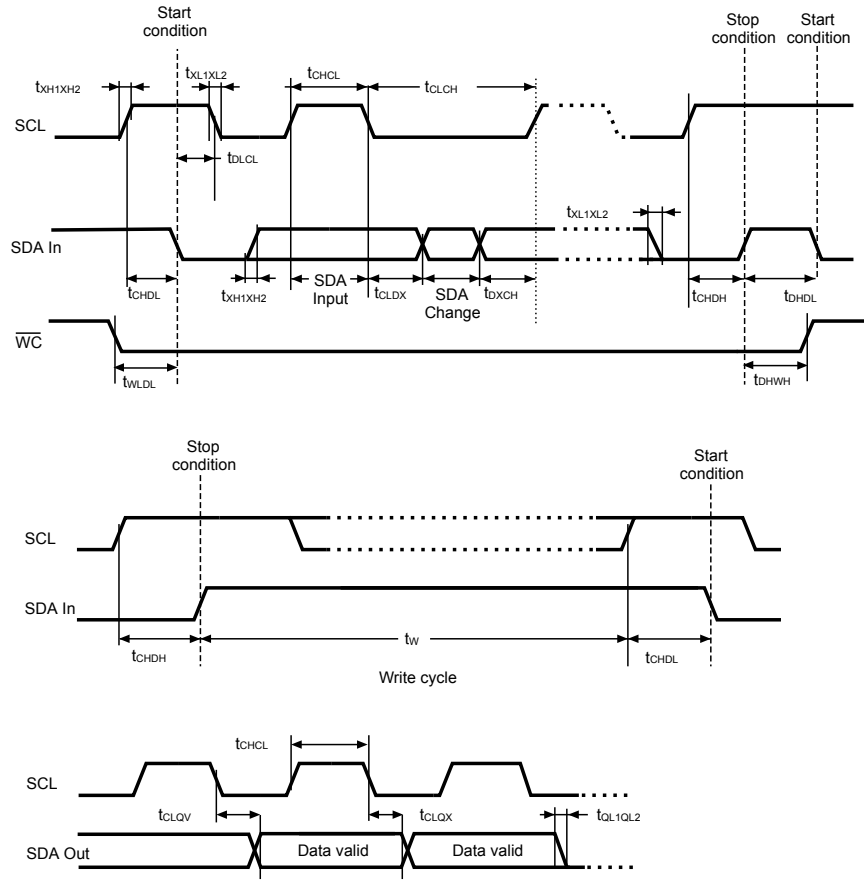 Start condition
Stop condition
Start condition
tXH1XH2
tXL1XL2
tCHCL
tCLCH
SCL
tDLCL
tXL1XL2
SDA In
tCHDL
tXH1XH2
SDA Input
tCLDX
SDA Change
tDXCH
tCHDH
tDHDL
WC
tWLDL
tDHWH
Stop condition
Start condition
SCL
SDA In
tCHDH
tW
tCHDL
Write cycle
tCHCL
SCL
tCLQV
tCLQX
tQL1QL2
SDA Out
Data valid
Data valid